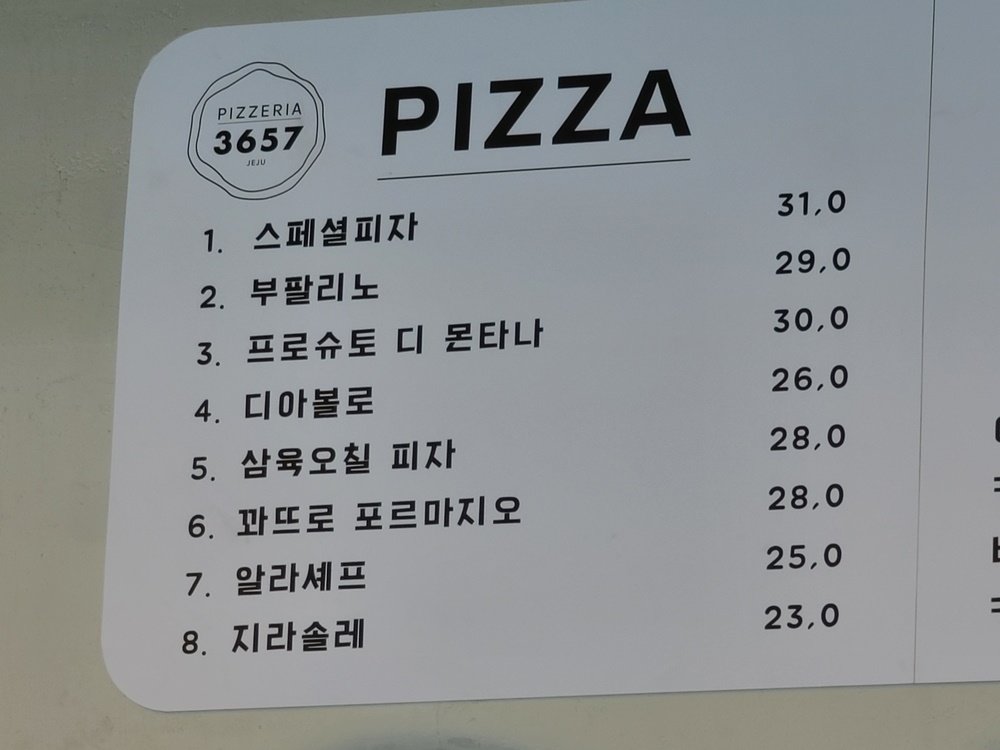 PIZZERIA
3657
JEJU
PIZZA
1. 스페셜피자 31,0
2. 부팔리노 29,0
3. 프로슈토 디 몬타나 30,0
4. 디아볼로 26,0
5. 삼육오칠 피자 28,0
6. 꽈뜨로 포르마지오 28,0
7. 알라셰프 25,0
8. 지라솔레 23,0